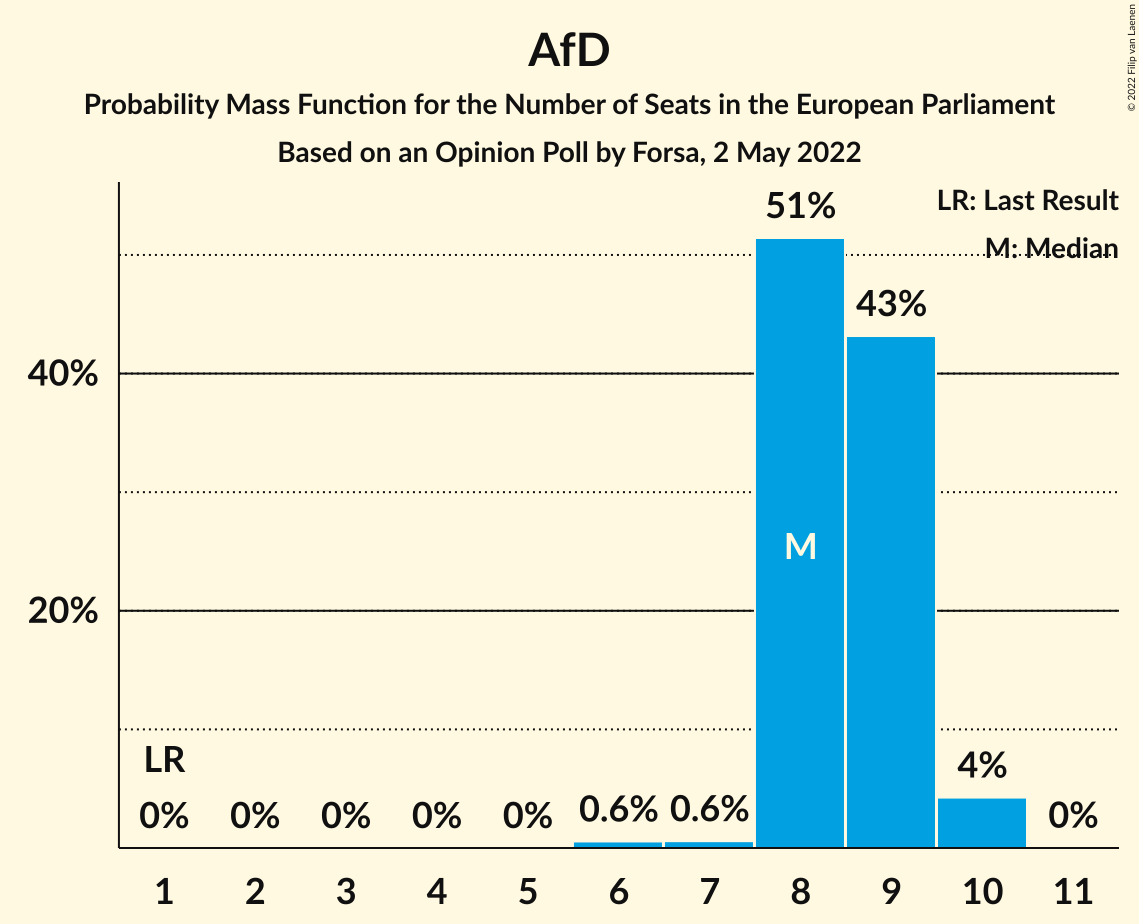 AfD
Probability Mass Function for the Number of Seats in the European Parliament
Based on an Opinion Poll by Forsa, 2 May 2022
© 2022 Filip van Laenen
LR: Last Result
M: Median
51%
43%
40%
M
20%
LR
4%
0% 0% 0% 0% 0% 0.6% 0.6% 0%
1 2 3 4 5 6 7 8 9 10 11